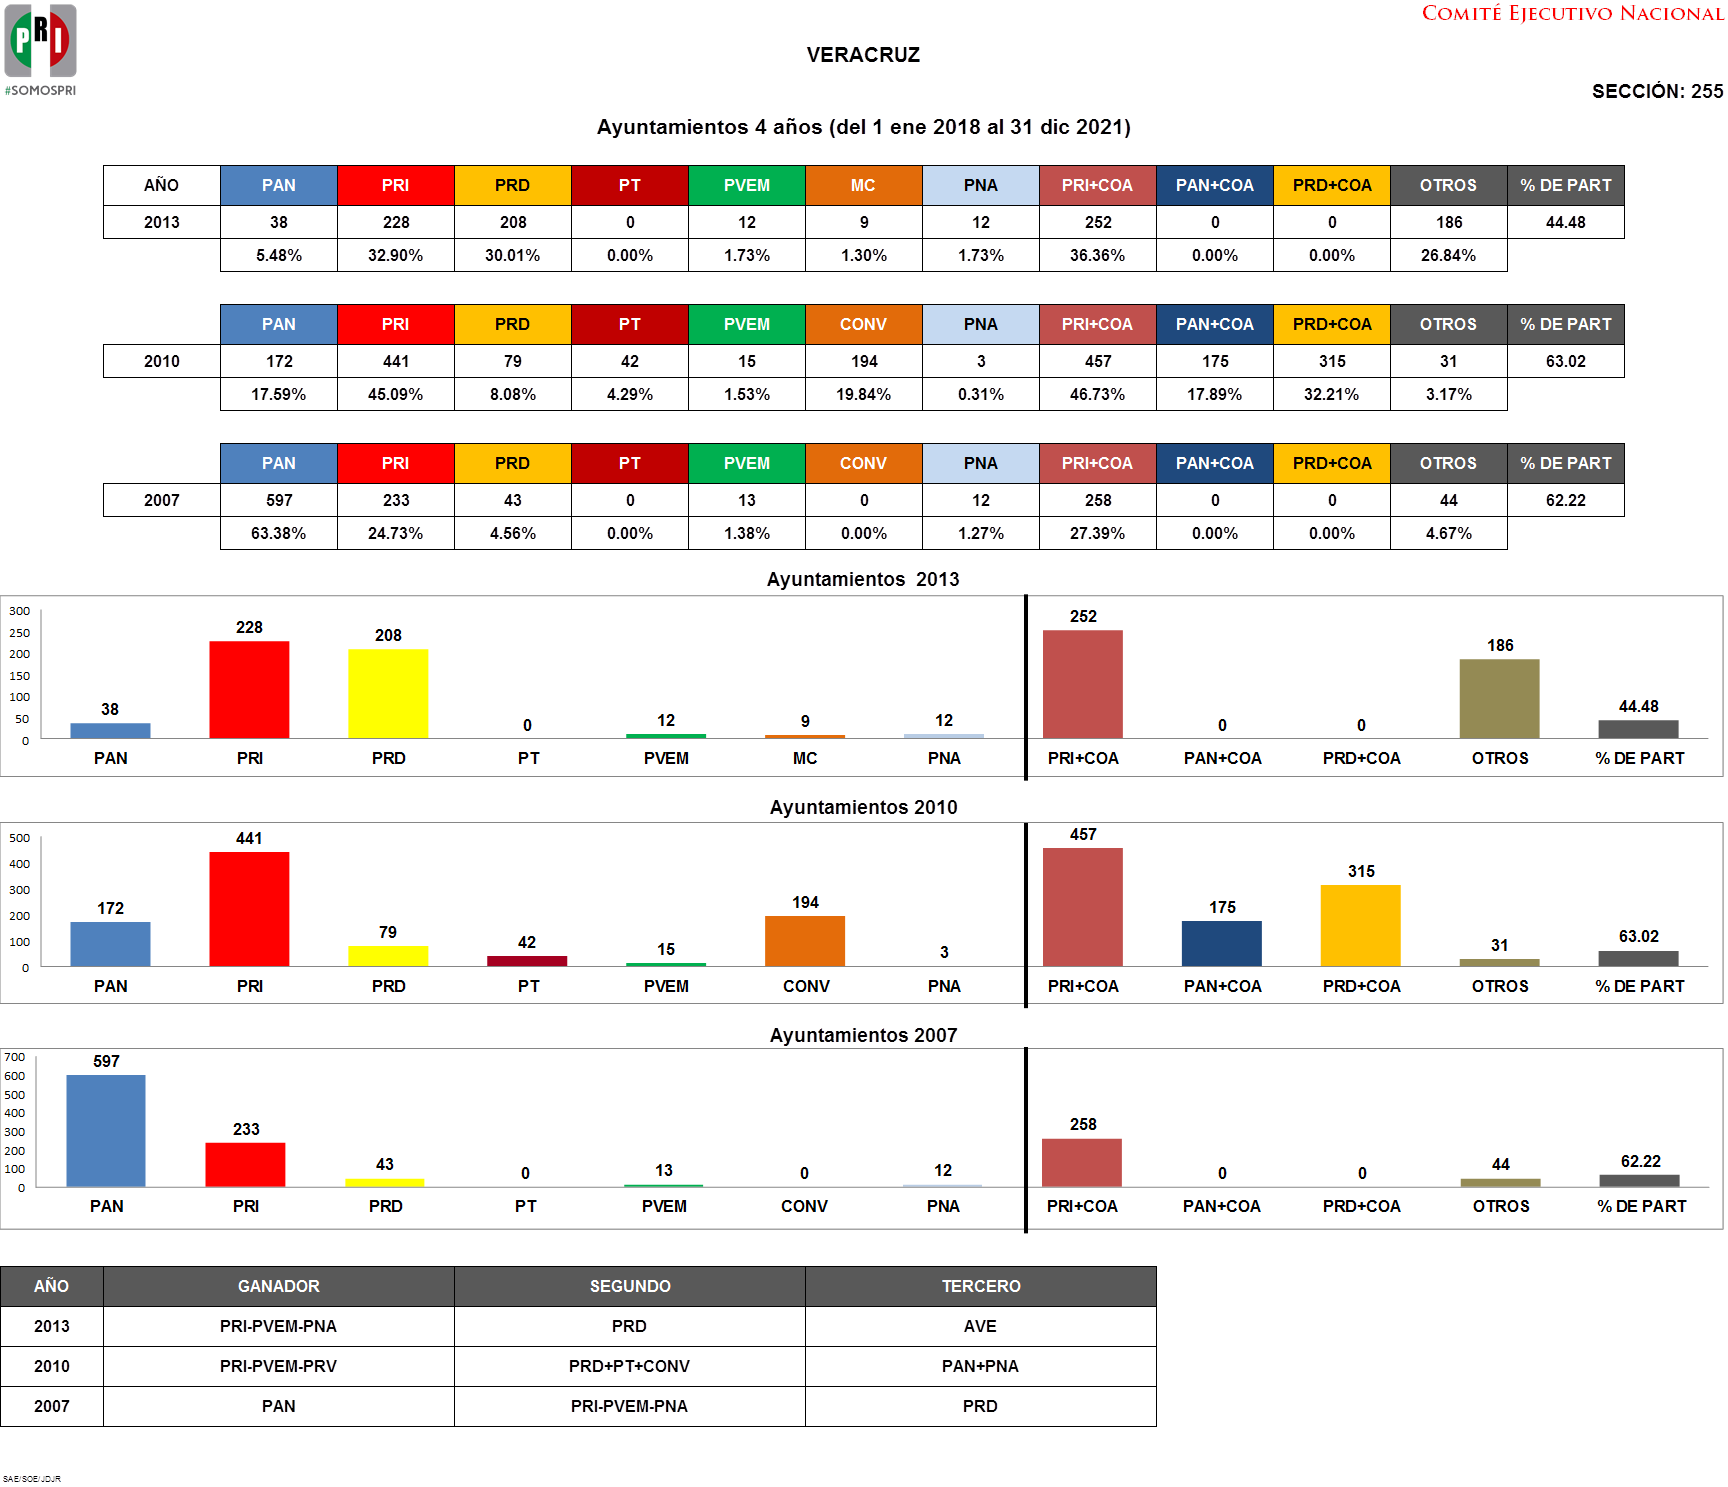 PRI
#SOMOSPRI
COMITÉ EJECUTIVO NACIONAL
VERACRUZ
SECCIÓN: 255
Ayuntamientos 4 años (del 1 ene 2018 al 31 dic 2021)
AÑO PAN PRI PRD PT PVEM MC PNA PRI+COA PAN+COA PRD+COA OTROS % DE PART
2013 38 228 208 0 12 9 12 252 0 0 186 44.48
5.48% 32.90% 30.01% 0.00% 1.73% 1.30% 1.73% 36.36% 0.00% 0.00% 26.84%
PAN PRI PRD PT PVEM CONV PNA PRI+COA PAN+COA PRD+COA OTROS % DE PART
2010 172 441 79 42 15 194 3 457 175 315 31 63.02
17.59% 45.09% 8.08% 4.29% 1.53% 19.84% 0.31% 46.73% 17.89% 32.21% 3.17%
PAN PRI PRD PT PVEM CONV PNA PRI+COA PAN+COA PRD+COA OTROS % DE PART
2007 597 233 43 0 13 0 12 258 0 0 44 62.22
63.38% 24.73% 4.56% 0.00% 1.38% 0.00% 1.27% 27.39% 0.00% 0.00% 4.67%
Ayuntamientos 2013
300
250
200
150
100
50
0
38 228 208 0 12 9 12 252 0 0 186 44.48
PAN PRI PRD PT PVEM MC PNA PRI+COA PAN+COA PRD+COA OTROS % DE PART
Ayuntamientos 2010
500
400
300
200
100
0
172 441 79 42 15 194 3 457 175 315 31 63.02
PAN PRI PRD PT PVEM CONV PNA PRI+COA PAN+COA PRD+COA OTROS % DE PART
Ayuntamientos 2007
700
600
500
400
300
200
100
0
597 233 43 0 13 0 12 258 0 0 44 62.22
PAN PRI PRD PT PVEM CONV PNA PRI+COA PAN+COA PRD+COA OTROS % DE PART
AÑO GANADOR SEGUNDO TERCERO
2013 PRI-PVEM-PNA PRD AVE
2010 PRI-PVEM-PRV PRD+PT+CONV PAN+PNA
2007 PAN PRI-PVEM-PNA PRD
SAE/SOE/JDJR